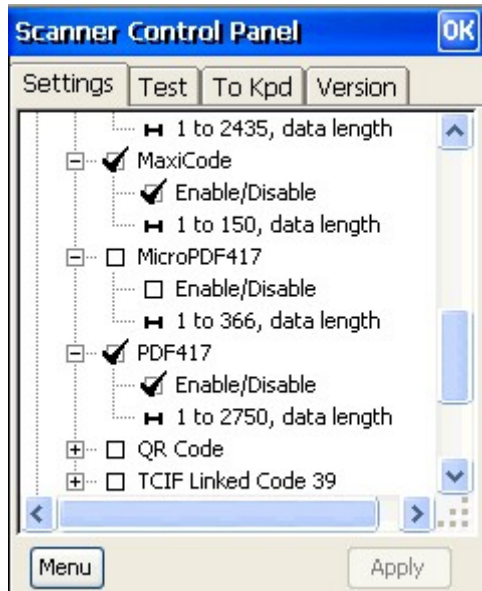 Scanner Control Panel OK
Settings Test To Kpd Version
1 to 2435, data length
MaxiCode
Enable/Disable
1 to 150, data length
MicroPDF417
Enable/Disable
1 to 366, data length
PDF417
Enable/Disable
1 to 2750, data length
QR Code
TCIF Linked Code 39
Menu Apply